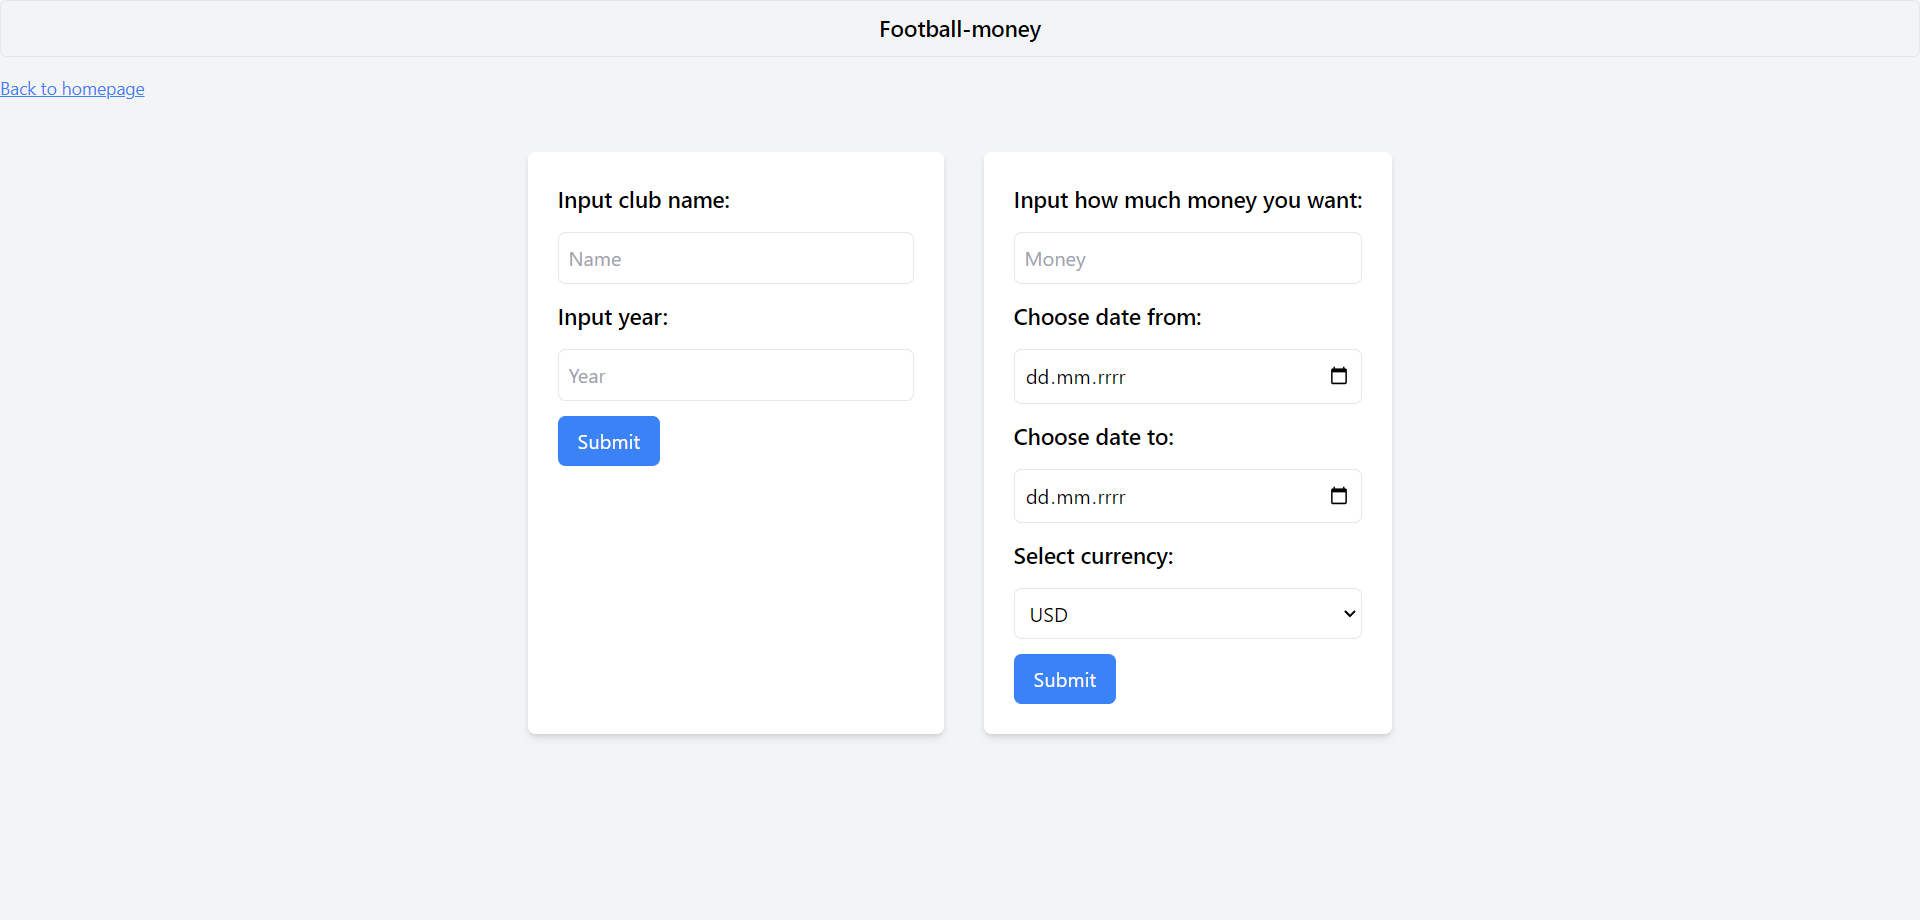 Football-money
Back to homepage
Input club name:
Name
Input year:
Year
Submit
Input how much money you want:
Money
Choose date from:
dd.mm.rrrr
Choose date to:
dd.mm.rrrr
Select currency:
USD
Submit